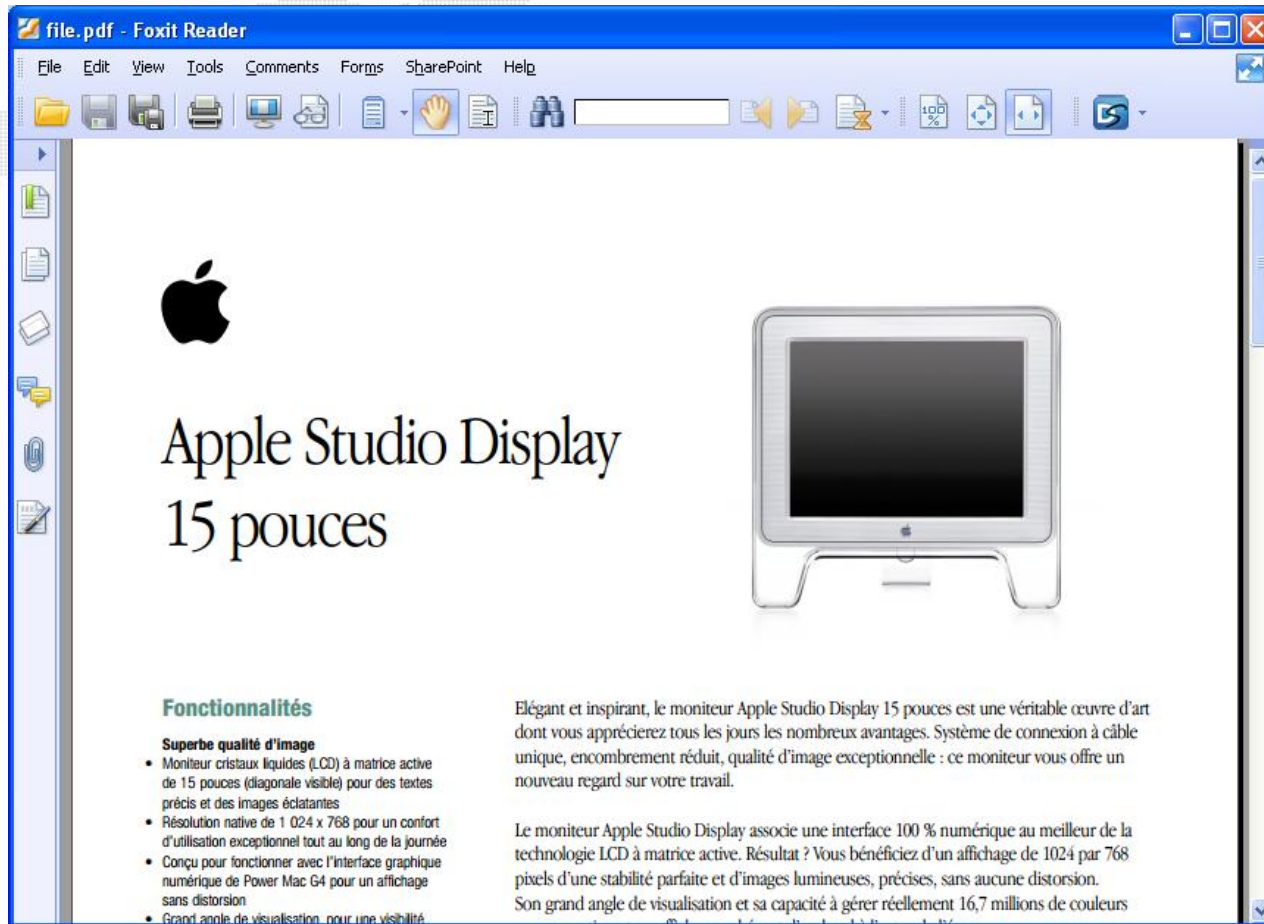 file.pdf - Foxit Reader
File Edit View Tools Comments Forms SharePoint Help
100%
Apple Studio Display
15 pouces
Fonctionnalités
Superbe qualité d'image
• Moniteur cristaux liquides (LCD) à matrice active
de 15 pouces (diagonale visible) pour des textes
précis et des images éclatantes
• Résolution native de 1 024 x 768 pour un confort
d'utilisation exceptionnel tout au long de la journée
• Conçu pour fonctionner avec l'interface graphique
numérique de Power Mac G4 pour un affichage
sans distorsion
• Grand angle de visualisation, pour une visibilité
Elégant et inspirant, le moniteur Apple Studio Display 15 pouces est une véritable œuvre d'art
dont vous apprécierez tous les jours les nombreux avantages. Système de connexion à câble
unique, encombrement réduit, qualité d'image exceptionnelle : ce moniteur vous offre un
nouveau regard sur votre travail.
Le moniteur Apple Studio Display associe une interface 100 % numérique au meilleur de la
technologie LCD à matrice active. Résultat ? Vous bénéficiez d'un affichage de 1024 par 768
pixels d'une stabilité parfaite et d'images lumineuses, précises, sans aucune distorsion.
Son grand angle de visualisation et sa capacité à gérer réellement 16,7 millions de couleurs